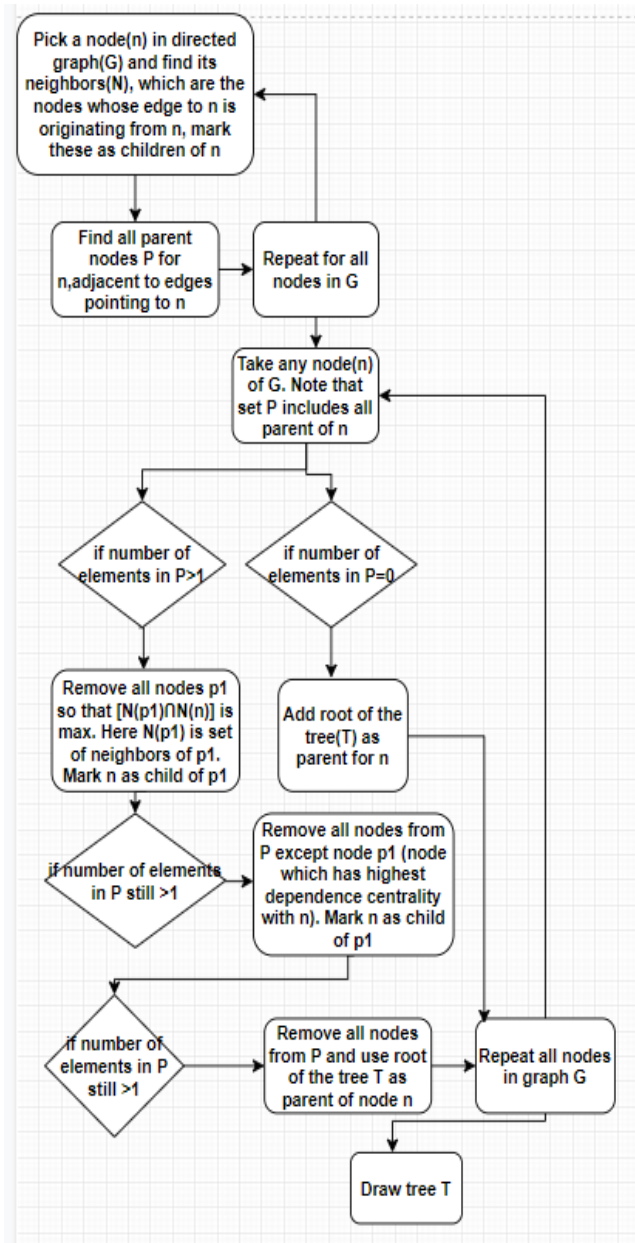 Pick a node(n) in directed
graph(G) and find its
neighbors(N), which are the
nodes whose edge to n is
originating from n, mark
these as children of n
Find all parent
nodes P for
n,adjacent to edges
pointing to n
Repeat for all
nodes in G
Take any node(n)
of G. Note that
set P includes all
parent of n
if number of
elements in P>1
if number of
elements in P=0
Remove all nodes p1
so that [N(p1)∩N(n)] is
max. Here N(p1) is set
of neighbors of p1.
Mark n as child of p1
Add root of the
tree(T) as
parent for n
if number of elements
in P still >1
Remove all nodes from
P except node p1 (node
which has highest
dependence centrality
with n). Mark n as child
of p1
if number of
elements in P
still >1
Remove all nodes
from P and use root
of the tree T as
parent of node n
Repeat all nodes
in graph G
Draw tree T